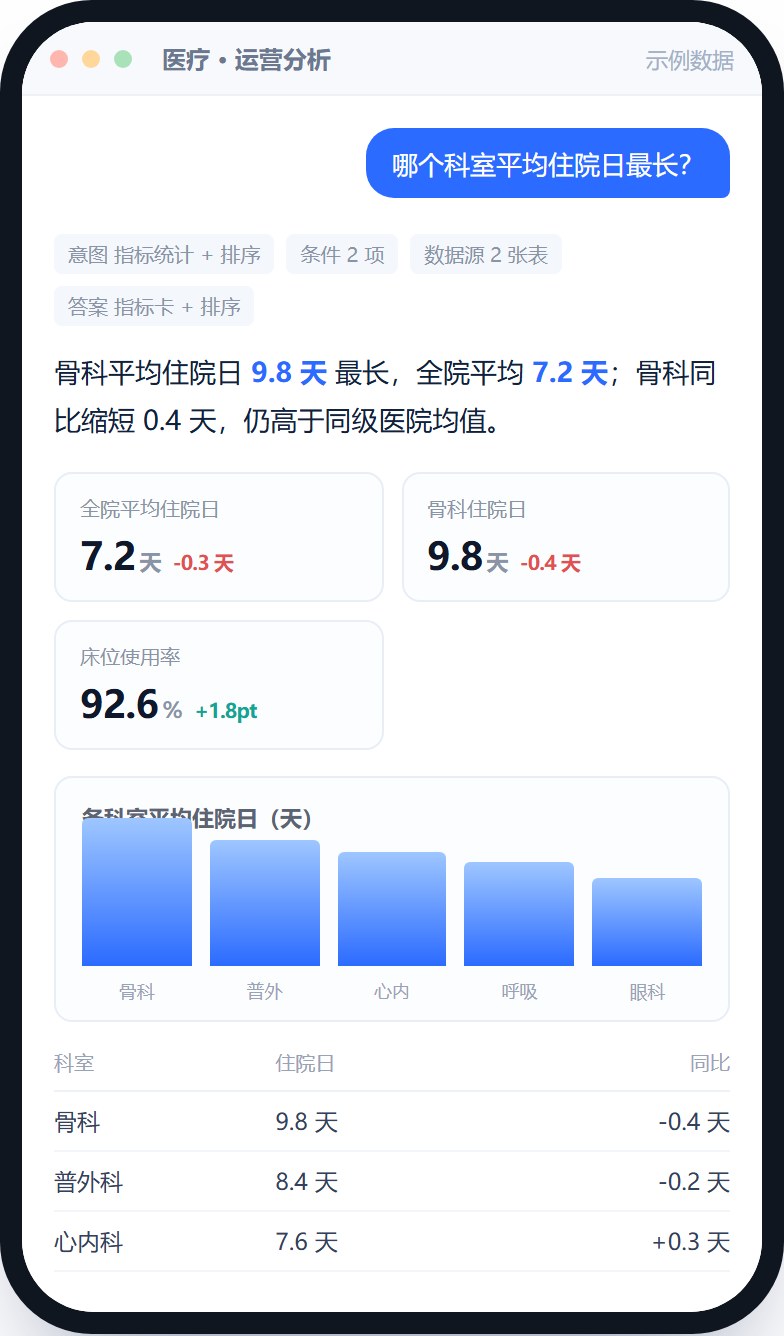 医疗・运营分析
示例数据
哪个科室平均住院日最长？
意图 指标统计 + 排序
条件 2 项
数据源 2 张表
答案 指标卡 + 排序
骨科平均住院日 9.8 天 最长，全院平均 7.2 天；骨科同
比缩短 0.4 天，仍高于同级医院均值。
全院平均住院日
7.2 天 -0.3 天
骨科住院日
9.8 天 -0.4 天
床位使用率
92.6 % +1.8pt
各科室平均住院日（天）
骨科
普外
心内
呼吸
眼科
科室 住院日 同比
骨科 9.8 天 -0.4 天
普外科 8.4 天 -0.2 天
心内科 7.6 天 +0.3 天